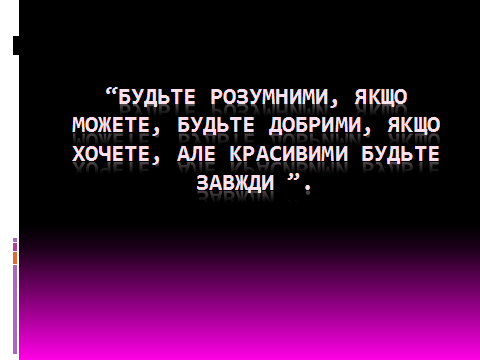 “БУДЬТЕ РОЗУМНИМИ, ЯКЩО
МОЖЕТЕ, БУДЬТЕ ДОБРИМИ, ЯКЩО
ХОЧЕТЕ, АЛЕ КРАСИВИМИ БУДЬТЕ
ЗАВЖДИ ”.